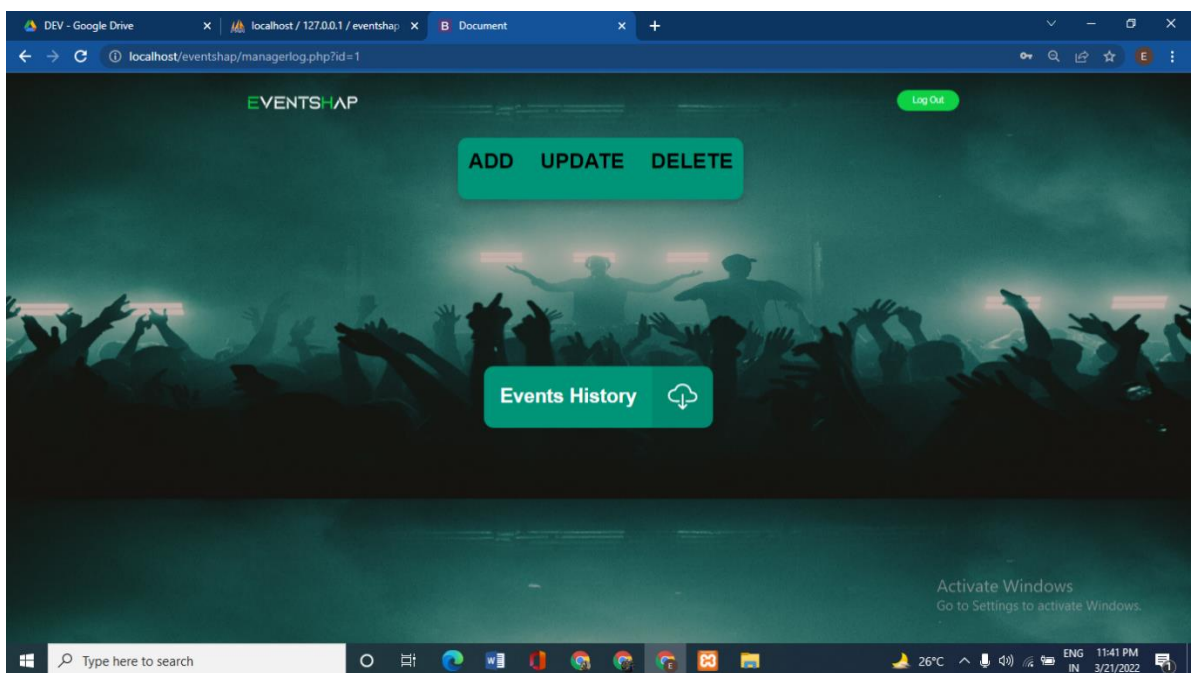 DEV - Google Drive
localhost / 127.0.0.1 / eventshap
B Document
localhost/eventshap/managerlog.php?id=1
E
EVENTSHAP
Log Out
ADD UPDATE DELETE
Events History
Activate Windows
Go to Settings to activate Windows.
Type here to search
26°C
ENG
IN
11:41 PM
3/21/2022
1